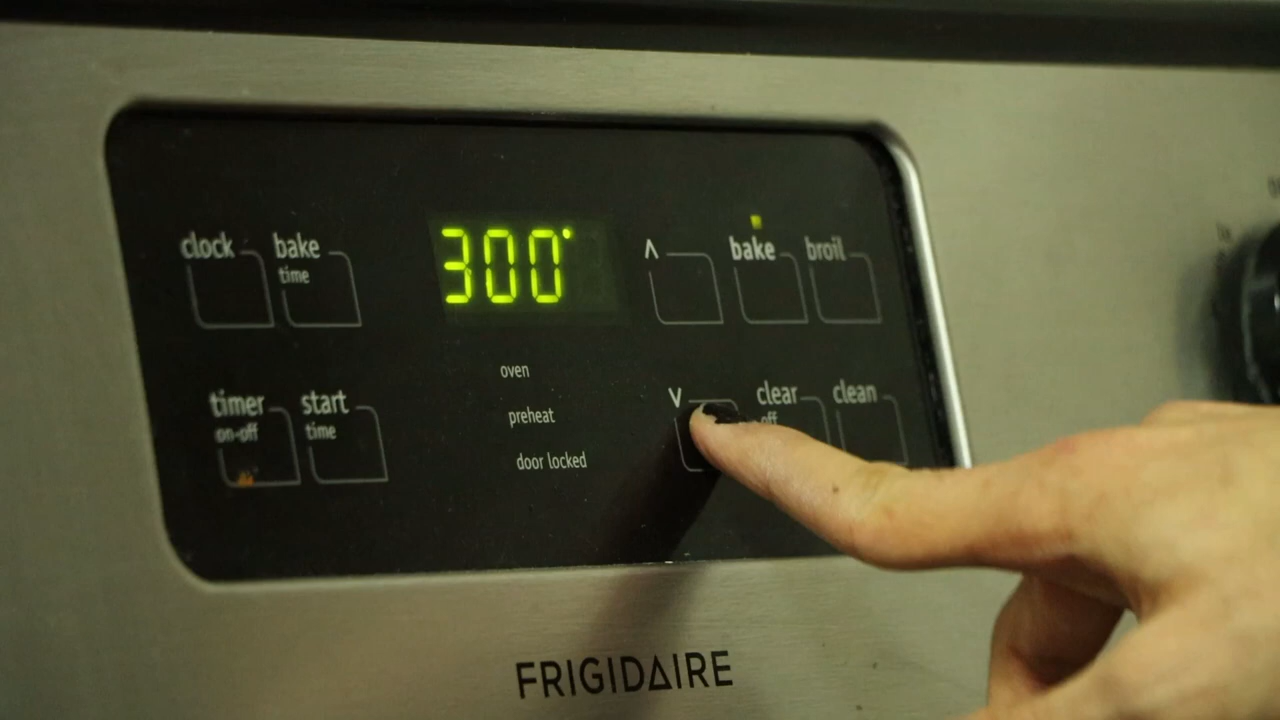 clock
bake
time
300°
ʌ
bake
broil
timer
on-off
start
time
oven
preheat
door locked
v
clear
off
clean
FRIGIDAIRE